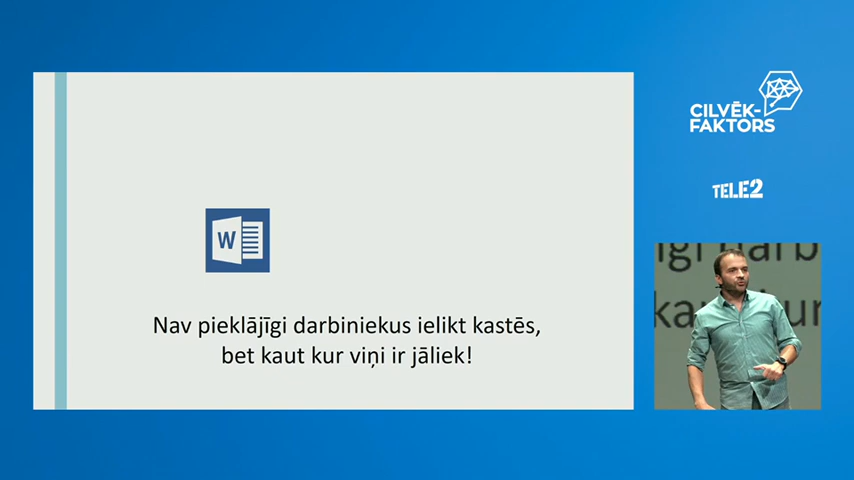 W
Nav pieklājīgi darbiniekus ielikt kastēs,
bet kaut kur viņi ir jāliek!
CILVĒK-
FAKTORS
TELE2